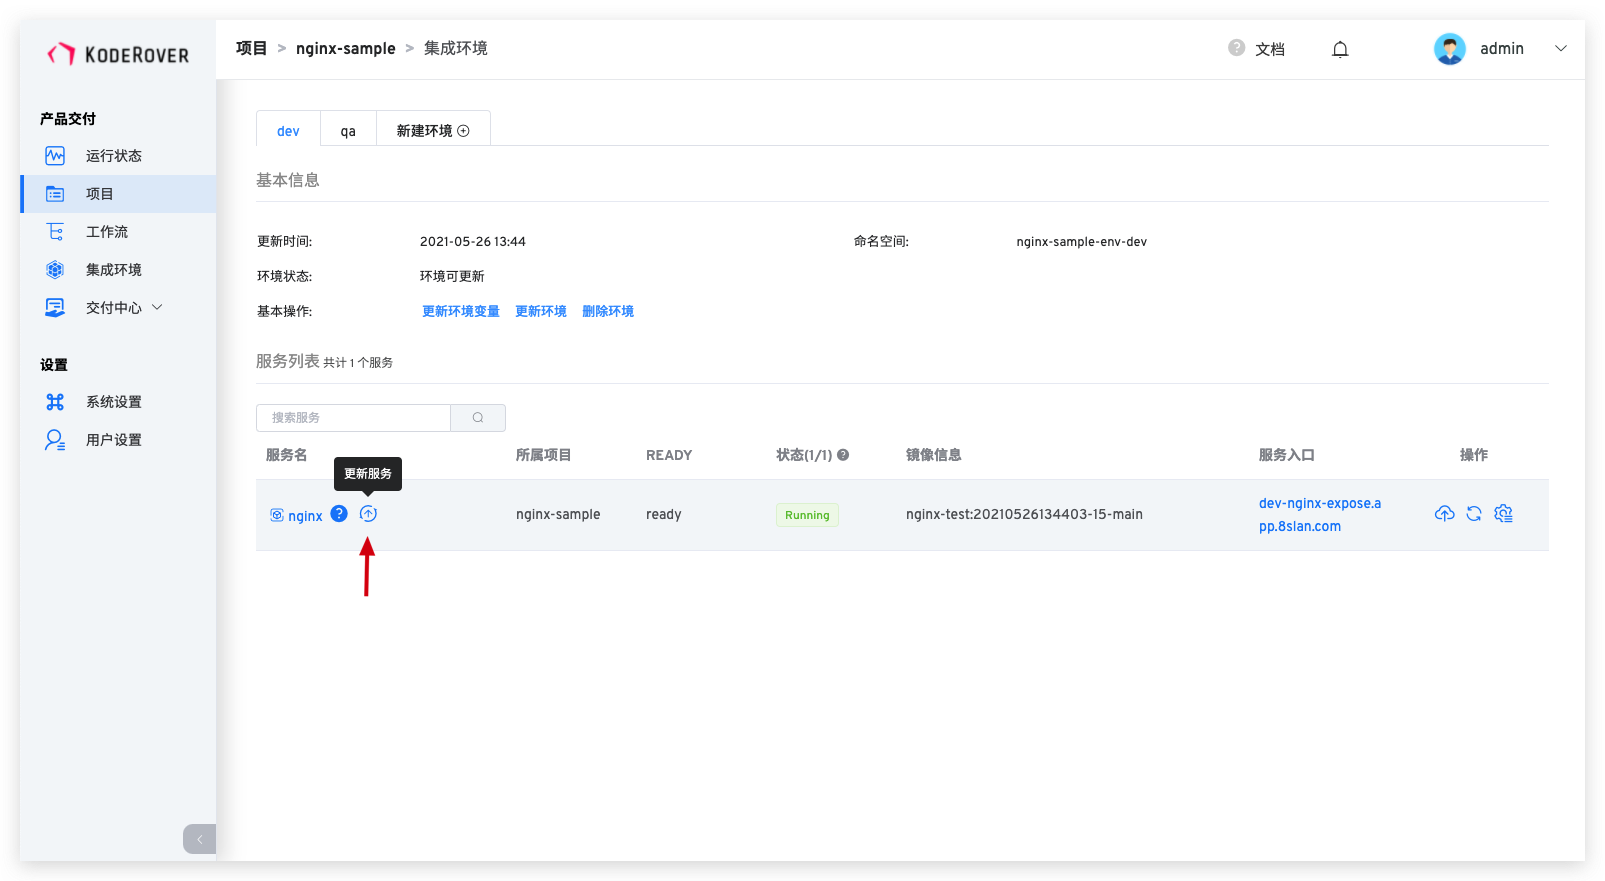 KODEROVER
项目 > nginx-sample > 集成环境
? 文档
admin
产品交付
运行状态
项目
工作流
集成环境
交付中心
设置
系统设置
用户设置
dev
qa
新建环境
基本信息
更新时间:
2021-05-26 13:44
命名空间:
nginx-sample-env-dev
环境状态:
环境可更新
基本操作:
更新环境变量 更新环境 删除环境
服务列表 共计 1 个服务
搜索服务
服务名
所属项目
READY
状态(1/1) ?
镜像信息
服务入口
操作
更新服务
nginx ?
nginx-sample
ready
Running
nginx-test:20210526134403-15-main
dev-nginx-expose.a
pp.8slan.com